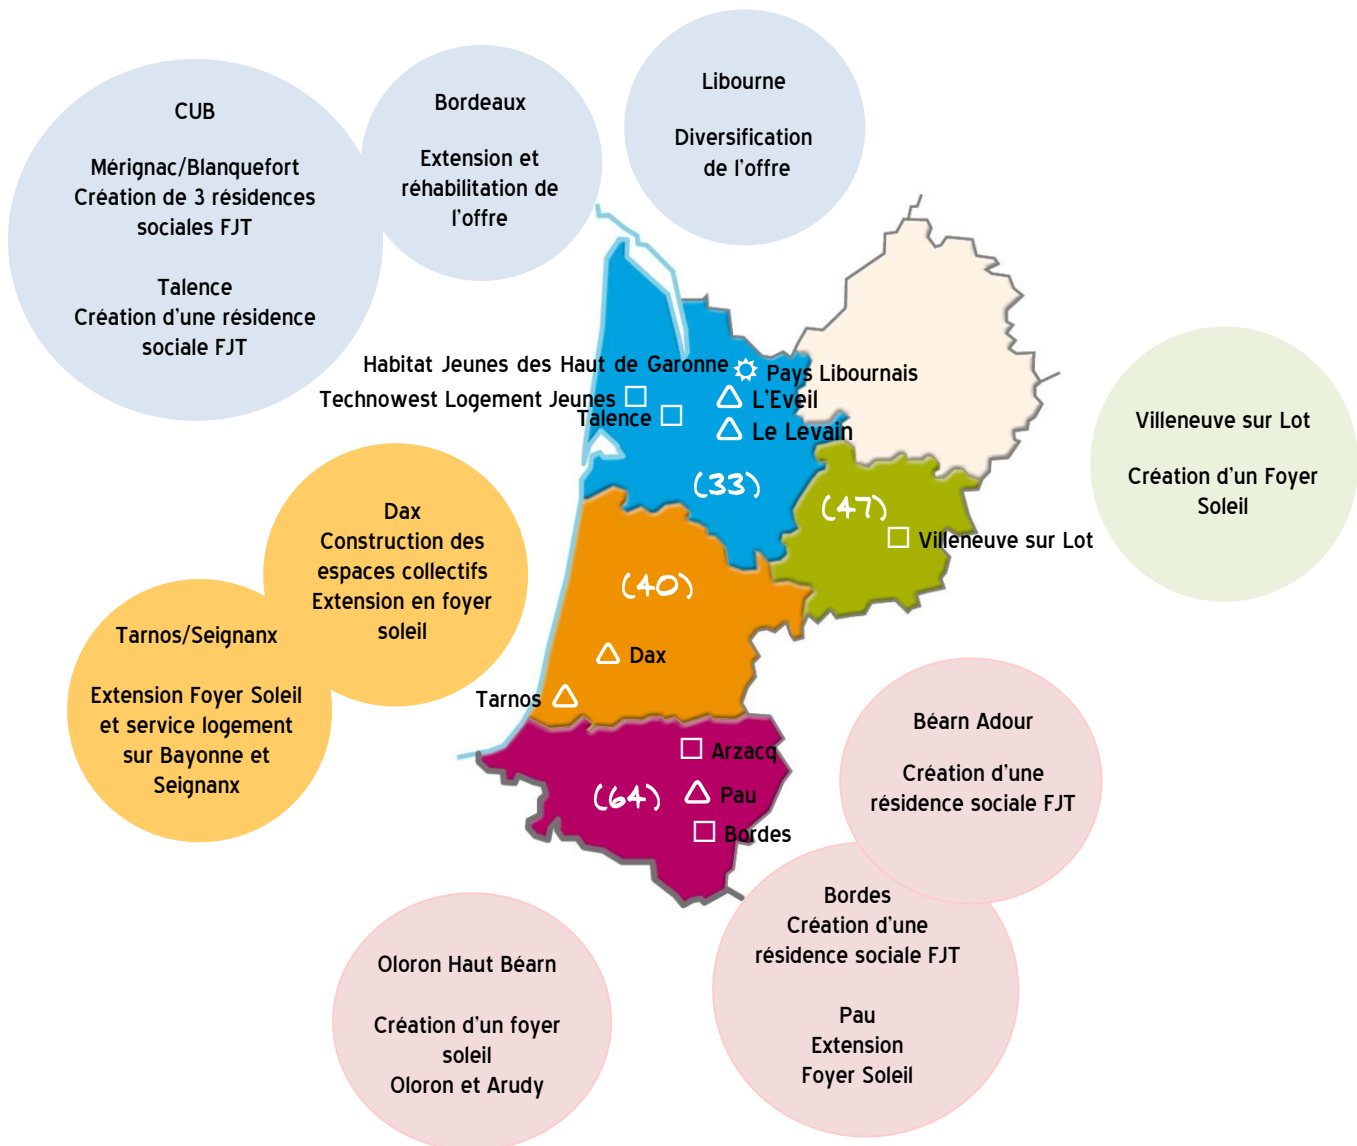 CUB
Mérignac/Blanquefort
Création de 3 résidences
sociales FJT
Talence
Création d'une résidence
sociale FJT
Bordeaux
Extension et
réhabilitation de
l'offre
Libourne
Diversification
de l'offre
Habitat Jeunes des Haut de Garonne
Pays Libournais
Technowest Logement Jeunes
L'Eveil
Talence
Le Levain
(33)
(47)
Villeneuve sur Lot
Villeneuve sur Lot
Création d'un Foyer
Soleil
Dax
Construction des
espaces collectifs
Extension en foyer
soleil
Tarnos/Seignanx
Extension Foyer Soleil
et service logement
sur Bayonne et
Seignanx
(40)
Dax
Tarnos
Arzacq
(64)
Pau
Bordes
Béarn Adour
Création d'une
résidence sociale FJT
Bordes
Création d'une
résidence sociale FJT
Pau
Extension
Foyer Soleil
Oloron Haut Béarn
Création d'un foyer
soleil
Oloron et Arudy